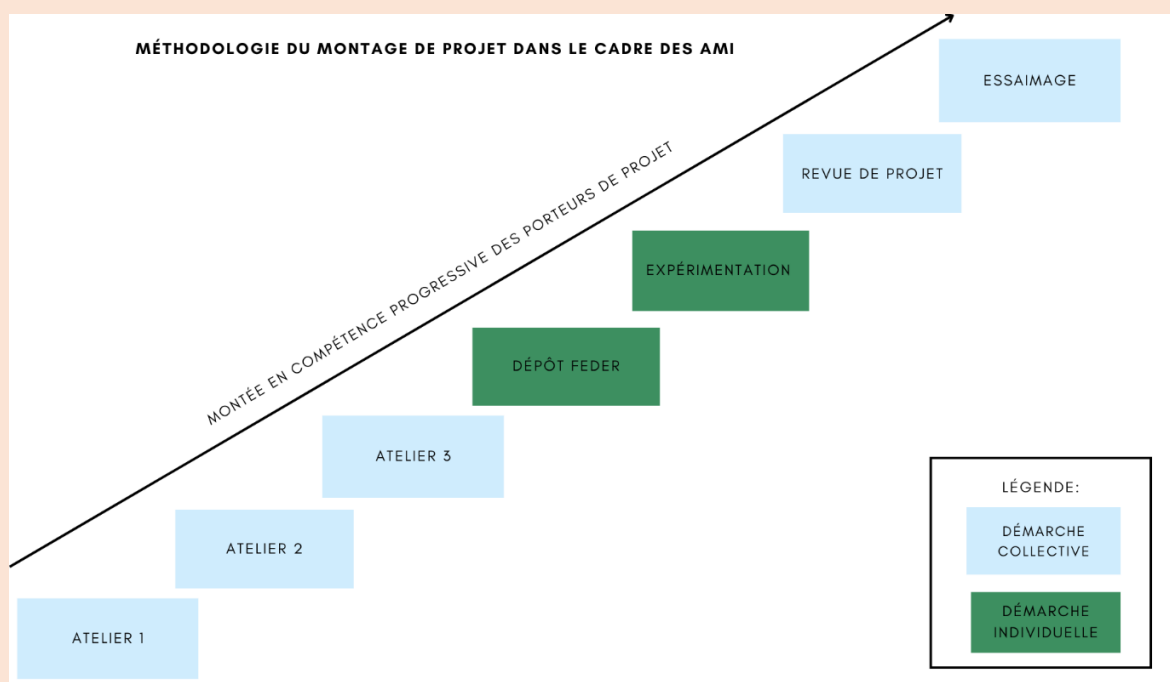 MÉTHODOLOGIE DU MONTAGE DE PROJET DANS LE CADRE DES AMI
ESSAIMAGE
REVUE DE PROJET
MONTÉE EN COMPÉTENCE PROGRESSIVE DES PORTEURS DE PROJET
EXPÉRIMENTATION
DÉPÔT FEDER
ATELIER 3
ATELIER 2
ATELIER 1
LÉGENDE:
DÉMARCHE
COLLECTIVE
DÉMARCHE
INDIVIDUELLE